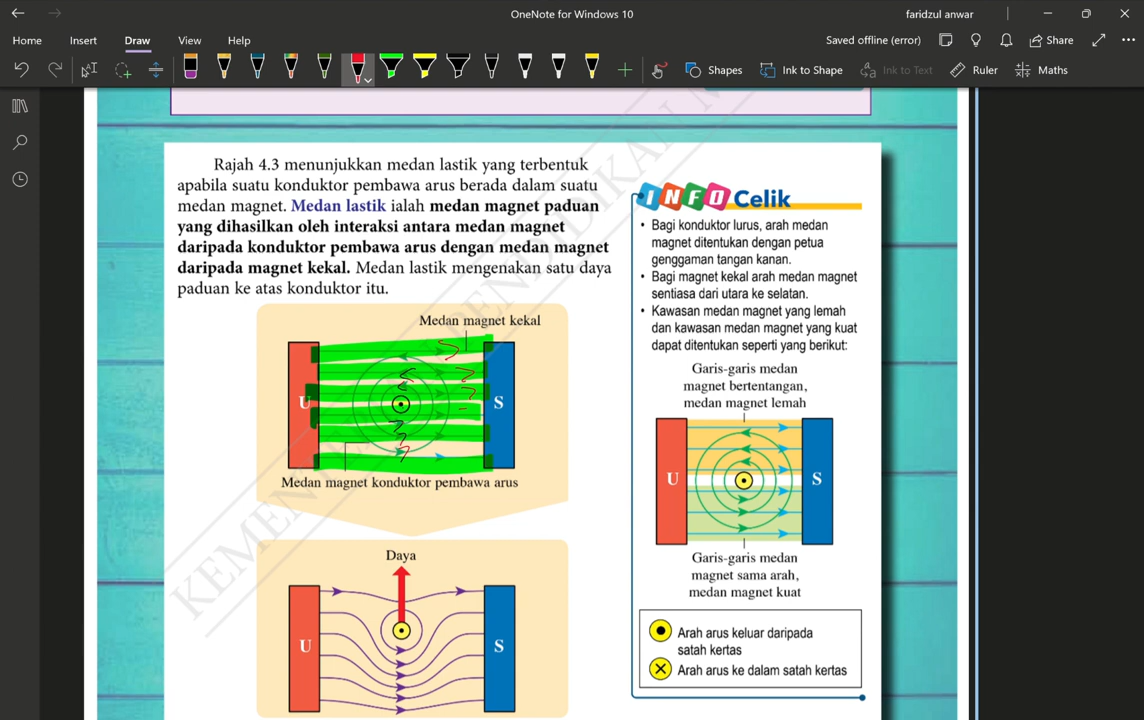 OneNote for Windows 10
faridzul anwar
Home
Insert
Draw
View
Help
Saved offline (error)
Share
Shapes
Ink to Shape
Ink to Text
Ruler
Maths
Rajah 4.3 menunjukkan medan lastik yang terbentuk
apabila suatu konduktor pembawa arus berada dalam suatu
medan magnet. Medan lastik ialah medan magnet paduan
yang dihasilkan oleh interaksi antara medan magnet
daripada konduktor pembawa arus dengan medan magnet
daripada magnet kekal. Medan lastik mengenakan satu daya
paduan ke atas konduktor itu.
Medan magnet kekal
U
S
Medan magnet konduktor pembawa arus
Daya
U
S
INFO Celik
• Bagi konduktor lurus, arah medan
magnet ditentukan dengan petua
genggaman tangan kanan.
• Bagi magnet kekal arah medan magnet
sentiasa dari utara ke selatan.
• Kawasan medan magnet yang lemah
dan kawasan medan magnet yang kuat
dapat ditentukan seperti yang berikut:
Garis-garis medan
magnet bertentangan,
medan magnet lemah
U
S
Garis-garis medan
magnet sama arah,
medan magnet kuat
Arah arus keluar daripada
satah kertas
Arah arus ke dalam satah kertas
KEMENTERIAN PENDIDIKAN M